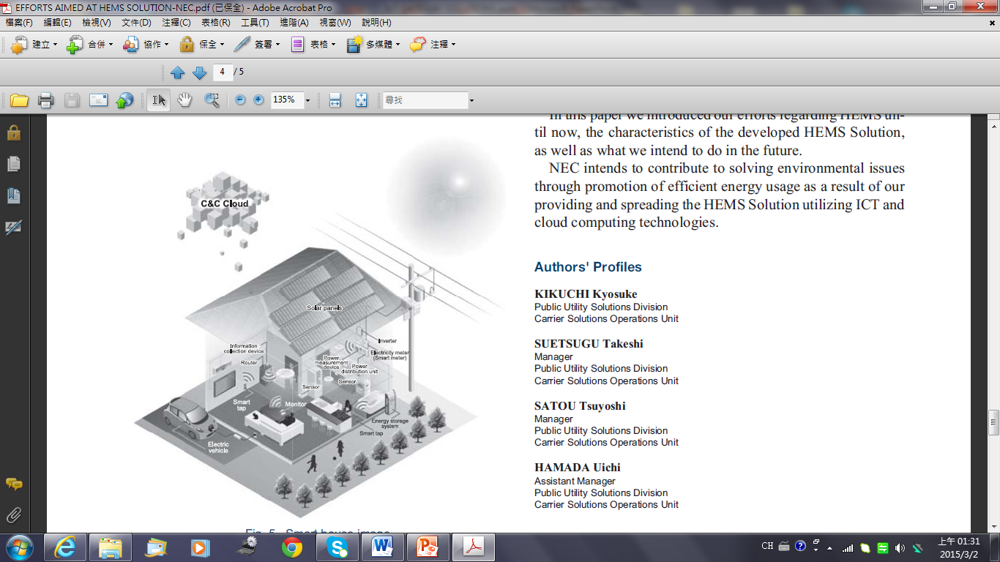 EFFORTS AIMED AT HEMS SOLUTION-NEC.pdf (已保全) - Adobe Acrobat Pro
檔案(F) 編輯(E) 檢視(V) 文件(D) 注釋(C) 表格(R) 工具(T) 進階(A) 視窗(W) 說明(H)
建立 合併 協作 保全 簽署 表格 多媒體 注釋
4 / 5
135% 尋找
C&C Cloud
Solar panels
Inverter
Electricity meter
(Smart meter)
Information
collection device
Router
Power
measurement
device
Power
distribution unit
Sensor
Sensor
Smart
tap
Monitor
Energy storage
system
Smart tap
Electric
vehicle
Fig. 5 Smart house image
In this paper we introduced our efforts regarding HEMS un-
til now, the characteristics of the developed HEMS Solution,
as well as what we intend to do in the future.
NEC intends to contribute to solving environmental issues
through promotion of efficient energy usage as a result of our
providing and spreading the HEMS Solution utilizing ICT and
cloud computing technologies.
Authors' Profiles
KIKUCHI Kyosuke
Public Utility Solutions Division
Carrier Solutions Operations Unit
SUETSUGU Takeshi
Manager
Public Utility Solutions Division
Carrier Solutions Operations Unit
SATOU Tsuyoshi
Manager
Public Utility Solutions Division
Carrier Solutions Operations Unit
HAMADA Uichi
Assistant Manager
Public Utility Solutions Division
Carrier Solutions Operations Unit
CH
上午 01:31
2015/3/2